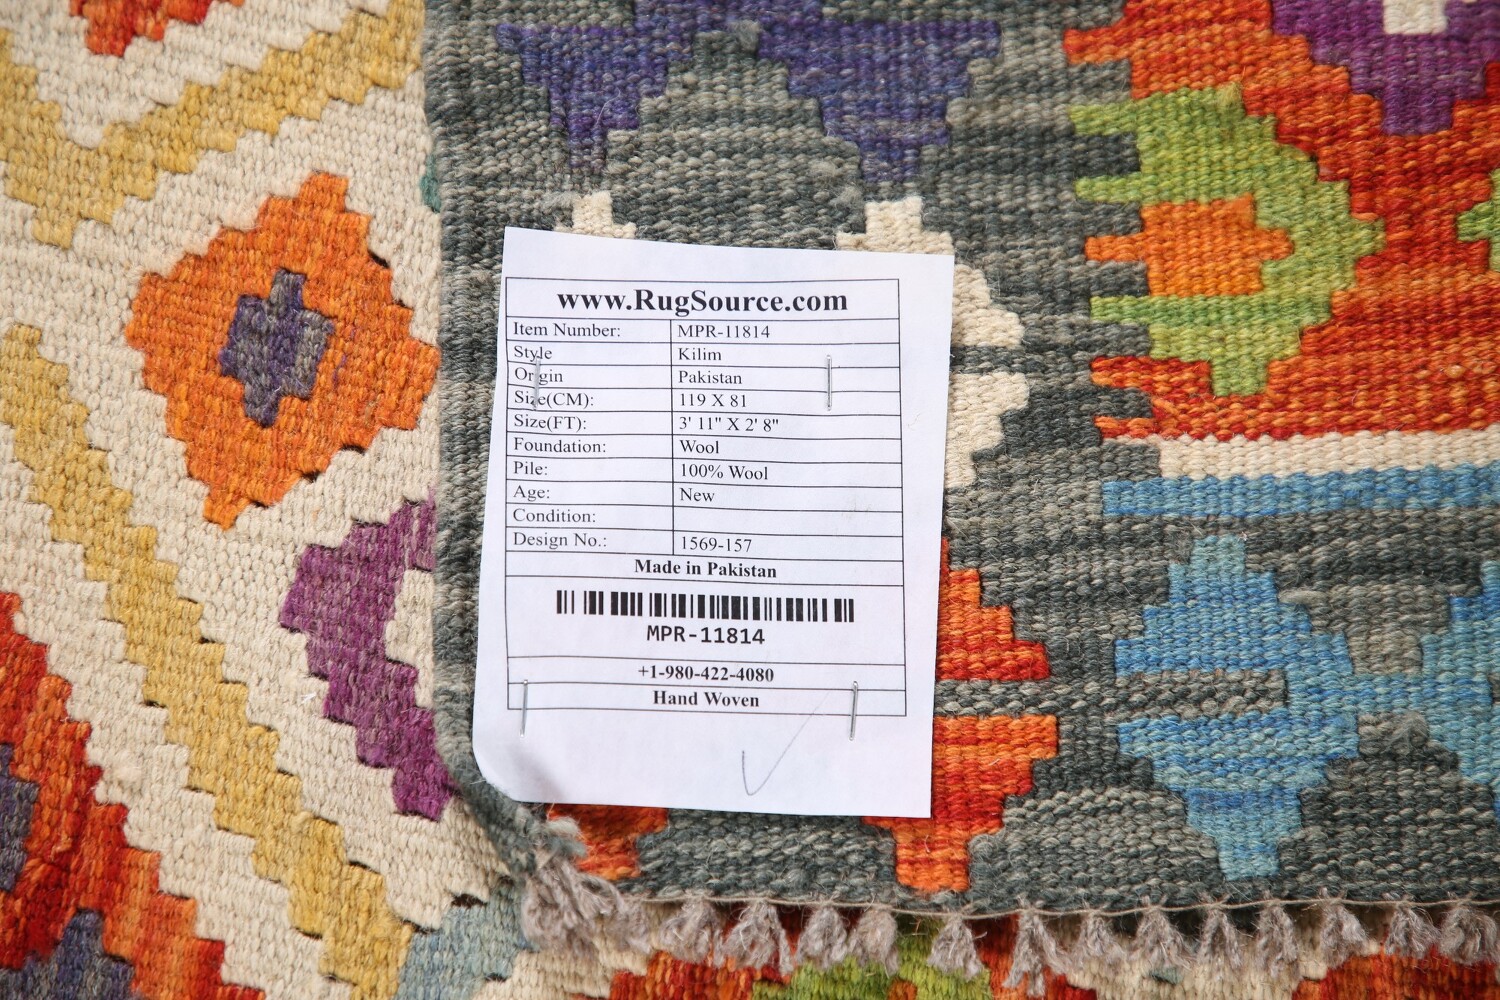 www.RugSource.com
Item Number: MPR-11814
Style Kilim
Origin Pakistan
Size(CM): 119 X 81
Size(FT): 3' 11" X 2' 8"
Foundation: Wool
Pile: 100% Wool
Age: New
Condition:
Design No.: 1569-157
Made in Pakistan
MPR-11814
+1-980-422-4080
Hand Woven